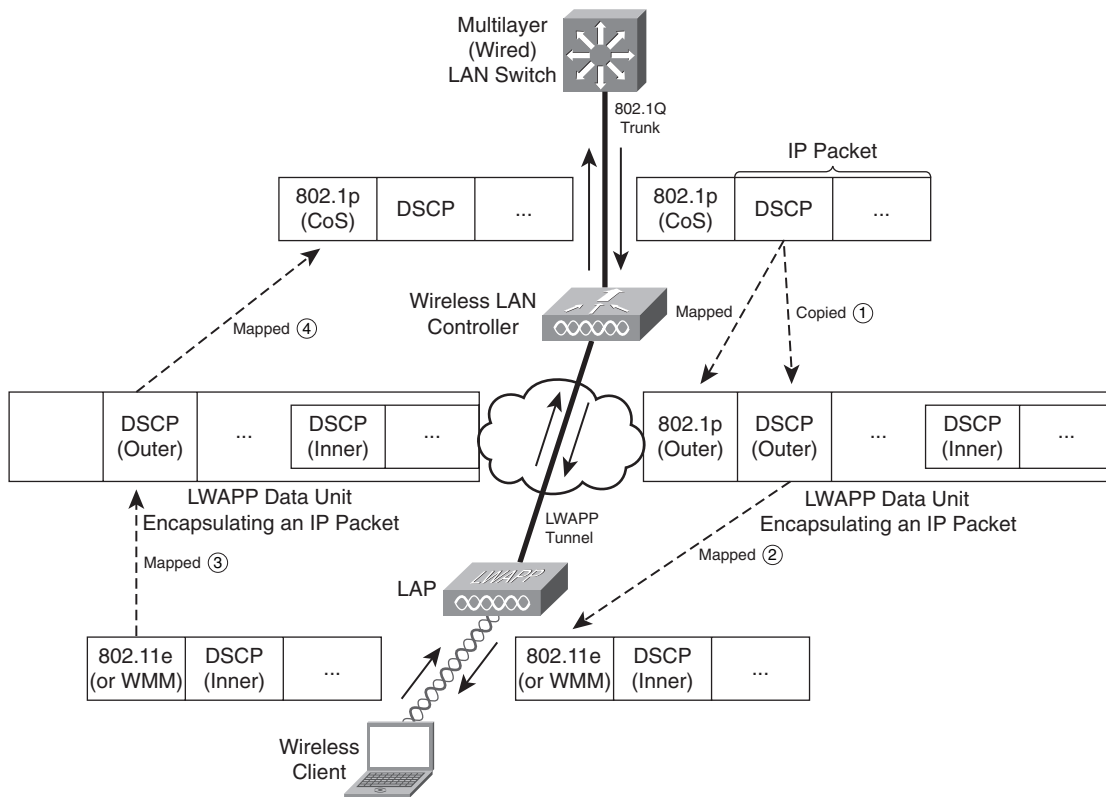 Multilayer
(Wired)
LAN Switch
802.1Q
Trunk
IP Packet
802.1p
(CoS)
DSCP
...
802.1p
(CoS)
DSCP
...
Wireless LAN
Controller
Mapped ④
Mapped
Copied ①
DSCP
(Outer)
...
DSCP
(Inner)
...
802.1p
(Outer)
DSCP
(Outer)
...
DSCP
(Inner)
...
LWAPP Data Unit
Encapsulating an IP Packet
LWAPP Data Unit
Encapsulating an IP Packet
LWAPP
Tunnel
Mapped ③
Mapped ②
LAP
LWAPP
802.11e
(or WMM)
DSCP
(Inner)
...
802.11e
(or WMM)
DSCP
(Inner)
...
Wireless
Client